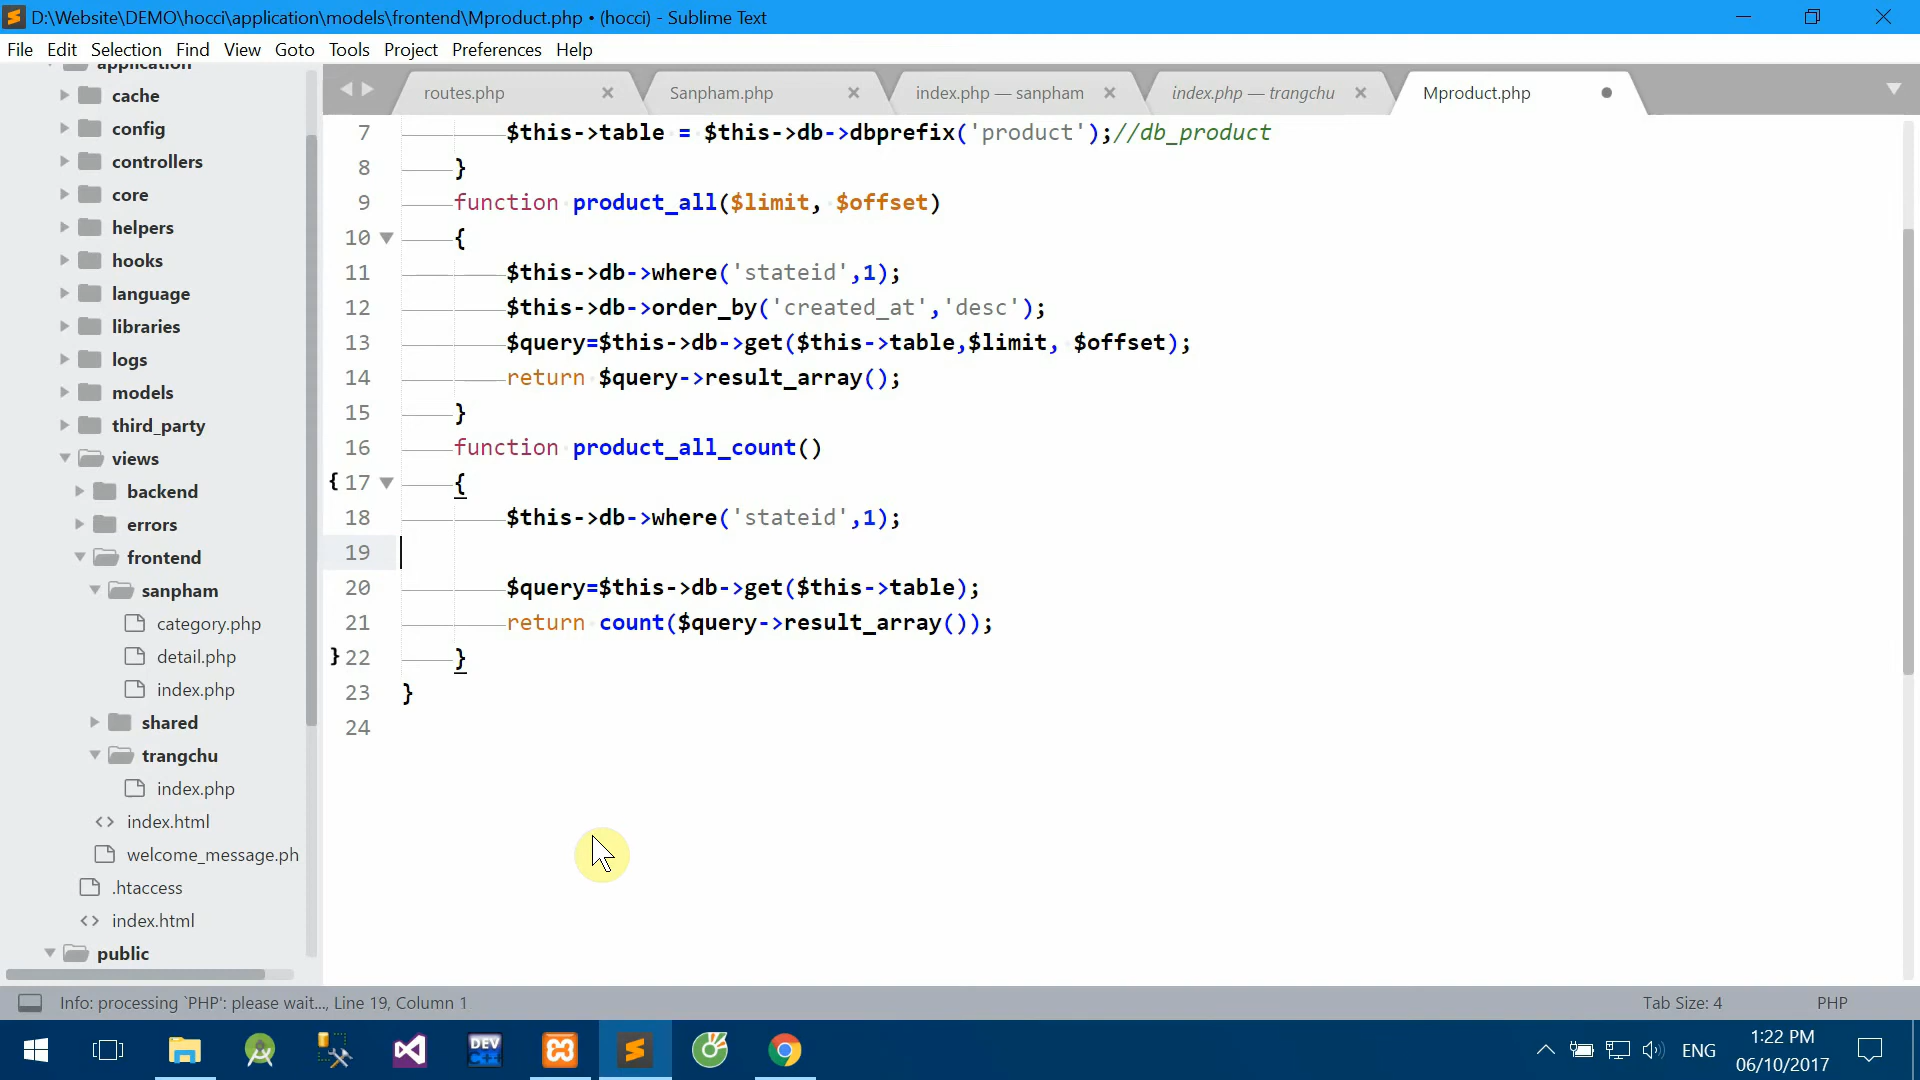 D:\Website\DEMO\hocci\application\models\frontend\Mproduct.php • (hocci) - Sublime Text
File Edit Selection Find View Goto Tools Project Preferences Help
application
cache
config
controllers
core
helpers
hooks
language
libraries
logs
models
third_party
views
backend
errors
frontend
sanpham
category.php
detail.php
index.php
shared
trangchu
index.php
<> index.html
welcome_message.ph
.htaccess
<> index.html
public
routes.php
Sanpham.php
index.php — sanpham
index.php — trangchu
Mproduct.php
7 $this->table = $this->db->dbprefix('product');//db_product
8 }
9 function product_all($limit, $offset)
10 {
11 $this->db->where('stateid',1);
12 $this->db->order_by('created_at','desc');
13 $query=$this->db->get($this->table,$limit, $offset);
14 return $query->result_array();
15 }
16 function product_all_count()
{ 17 {
18 $this->db->where('stateid',1);
19
20 $query=$this->db->get($this->table);
21 return count($query->result_array());
} 22 }
23 }
24
Info: processing `PHP': please wait..., Line 19, Column 1
Tab Size: 4
PHP
DEV
ENG
1:22 PM
06/10/2017